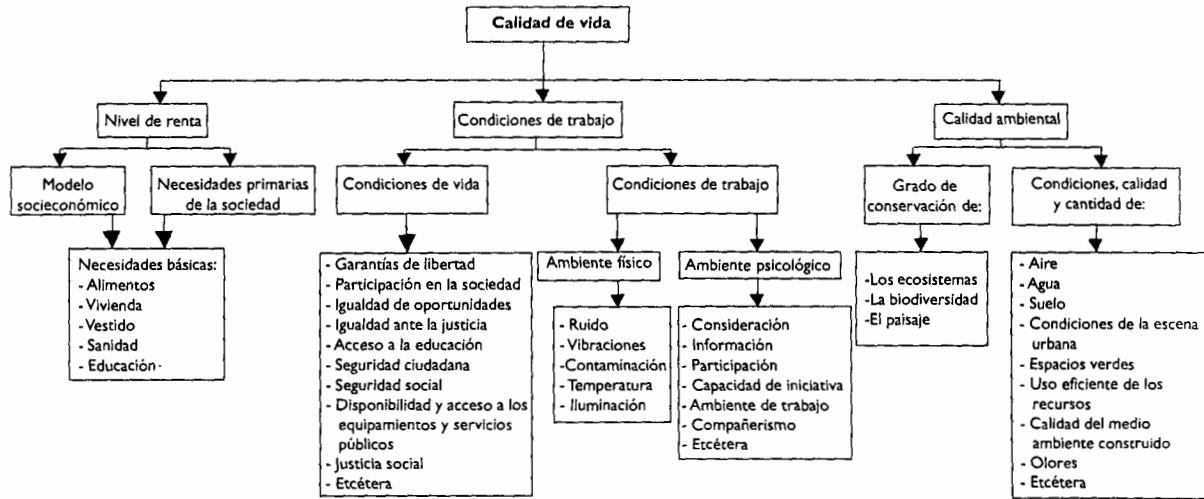 Calidad de vida
Nivel de renta
Condiciones de trabajo
Calidad ambiental
Modelo
socieconómico
Necesidades primarias
de la sociedad
Condiciones de vida
Condiciones de trabajo
Grado de
conservación de:
Condiciones, calidad
y cantidad de:
Necesidades básicas:
- Alimentos
- Vivienda
- Vestido
- Sanidad
- Educación
- Garantías de libertad
- Participación en la sociedad
- Igualdad de oportunidades
- Igualdad ante la justicia
- Acceso a la educación
- Seguridad ciudadana
- Seguridad social
- Disponibilidad y acceso a los
equipamientos y servicios
públicos
- Justicia social
- Etcétera
Ambiente físico
- Ruido
- Vibraciones
-Contaminación
- Temperatura
- Iluminación
Ambiente psicológico
- Consideración
- Información
- Participación
- Capacidad de iniciativa
- Ambiente de trabajo
- Compañerismo
- Etcétera
-Los ecosistemas
-La biodiversidad
-El paisaje
- Aire
- Agua
- Suelo
- Condiciones de la escena
urbana
- Espacios verdes
- Uso eficiente de los
recursos
- Calidad del medio
ambiente construido
- Olores
- Etcétera